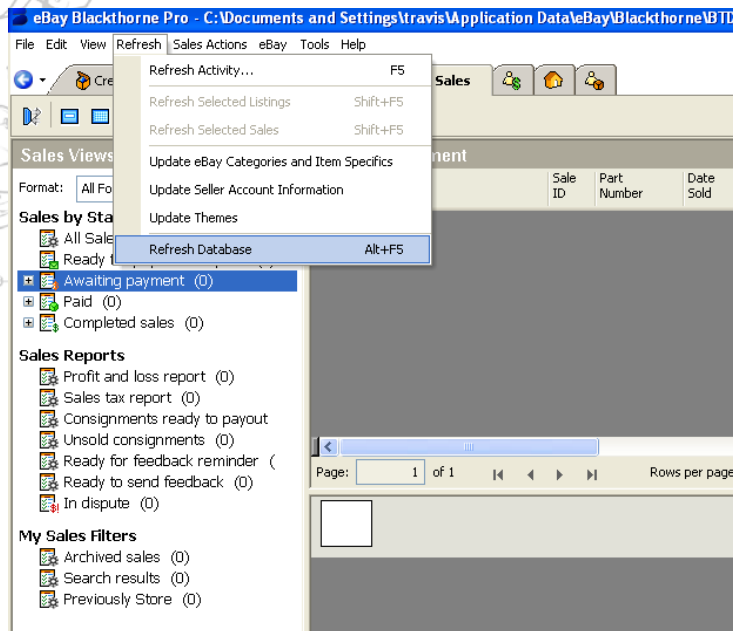 eBay Blackthorne Pro - C:\Documents and Settings\travis\Application Data\eBay\Blackthorne\BTD
File Edit View Refresh Sales Actions eBay Tools Help
Cre
Sales
Refresh Activity... F5
Refresh Selected Listings Shift+F5
Refresh Selected Sales Shift+F5
Update eBay Categories and Item Specifics
Update Seller Account Information
Update Themes
Refresh Database Alt+F5
Sales Views
ment
Format: All Fo
Sale ID Part Number Date Sold
Sales by Sta
All Sale
Ready
Awaiting payment (0)
Paid (0)
Completed sales (0)
Sales Reports
Profit and loss report (0)
Sales tax report (0)
Consignments ready to payout
Unsold consignments (0)
Ready for feedback reminder (
Ready to send feedback (0)
In dispute (0)
Page: 1 of 1 Rows per page
My Sales Filters
Archived sales (0)
Search results (0)
Previously Store (0)